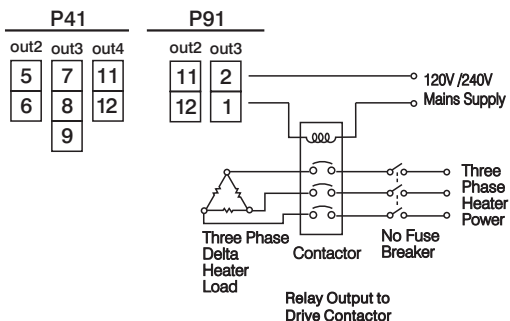 P41 P91
out2 out3 out4 out2 out3
5 7 11 11 2
6 8 12 12 1
9
120V /240V
Mains Supply
Three
Phase
Heater
Power
Three Phase
Delta
Heater
Load
Contactor
No Fuse
Breaker
Relay Output to
Drive Contactor